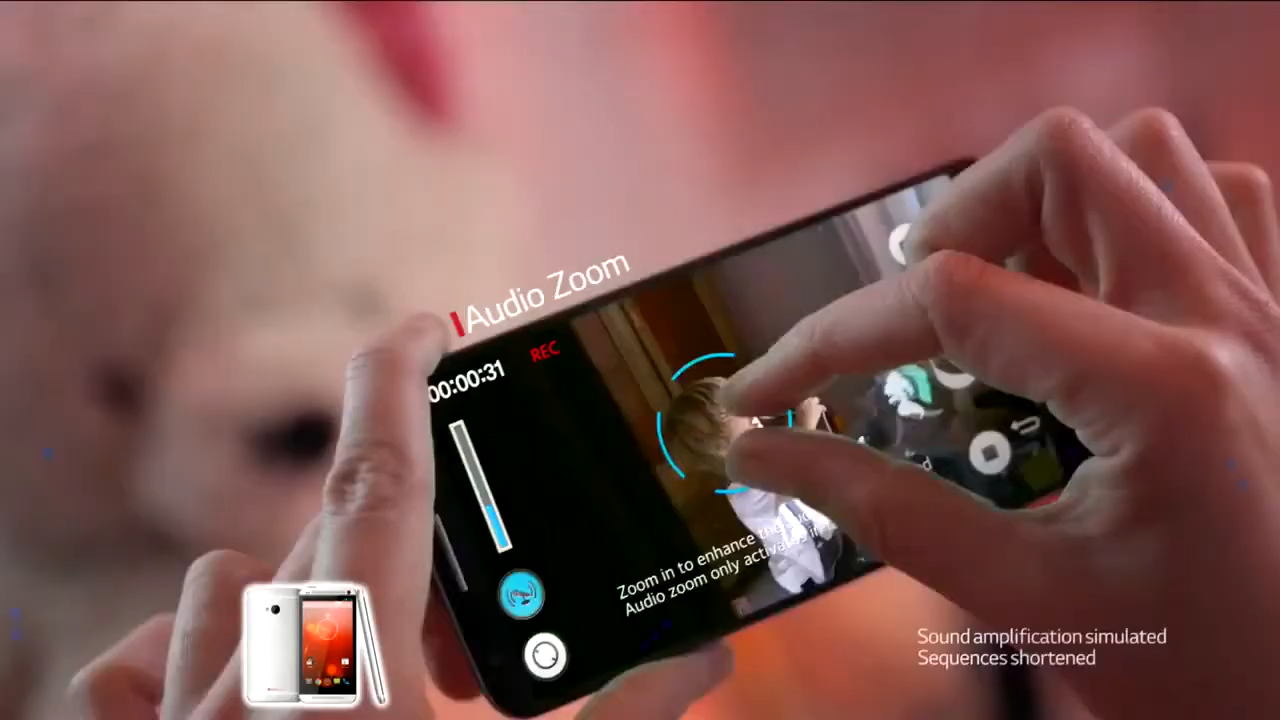 Audio Zoom
00:00:31
REC
Zoom in to enhance the
Audio zoom only
Sound amplification simulated
Sequences shortened